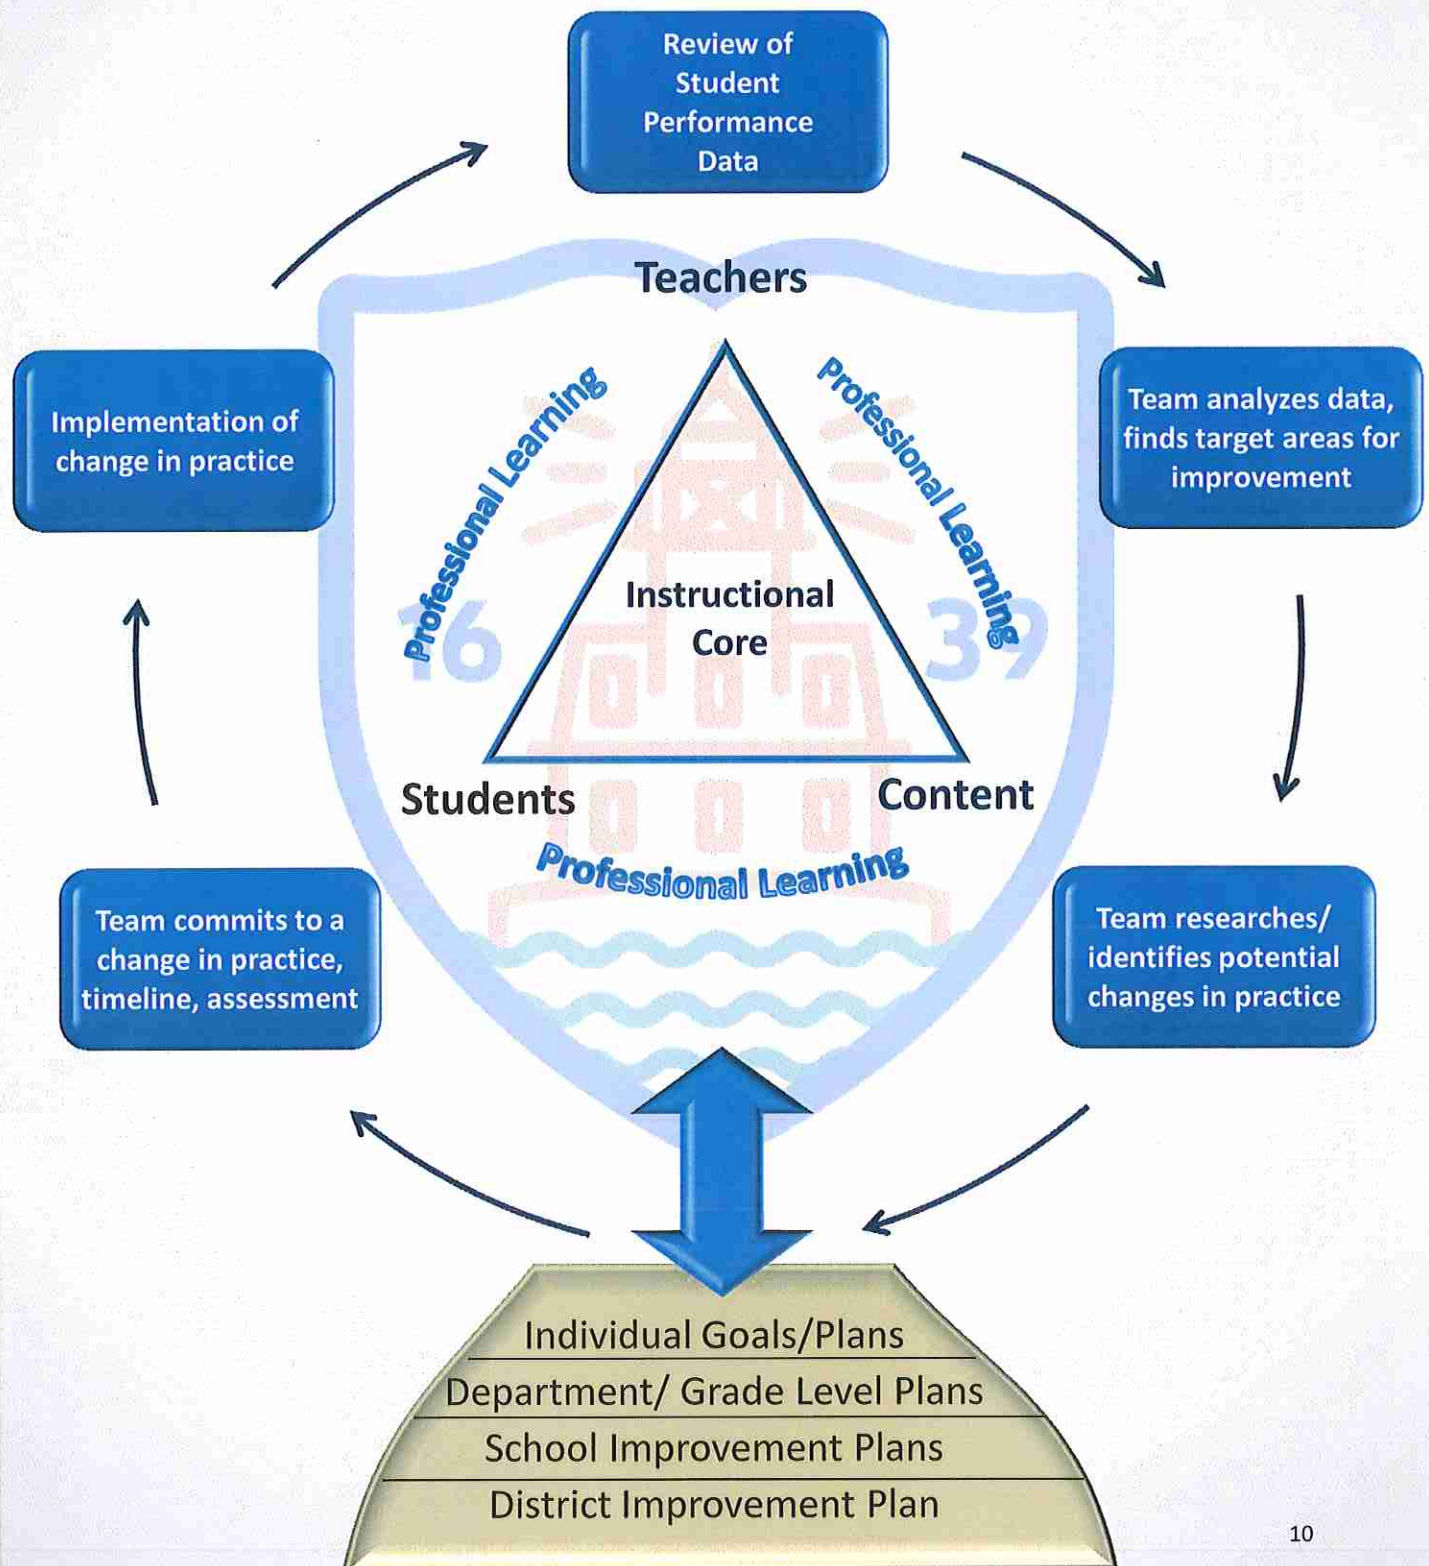 Review of
Student
Performance
Data
Teachers
Implementation of
change in practice
Professional Learning
Professional Learning
Team analyzes data,
finds target areas for
improvement
Instructional
Core
16
39
Students
Content
Professional Learning
Team commits to a
change in practice,
timeline, assessment
Team researches/
identifies potential
changes in practice
Individual Goals/Plans
Department/ Grade Level Plans
School Improvement Plans
District Improvement Plan
10